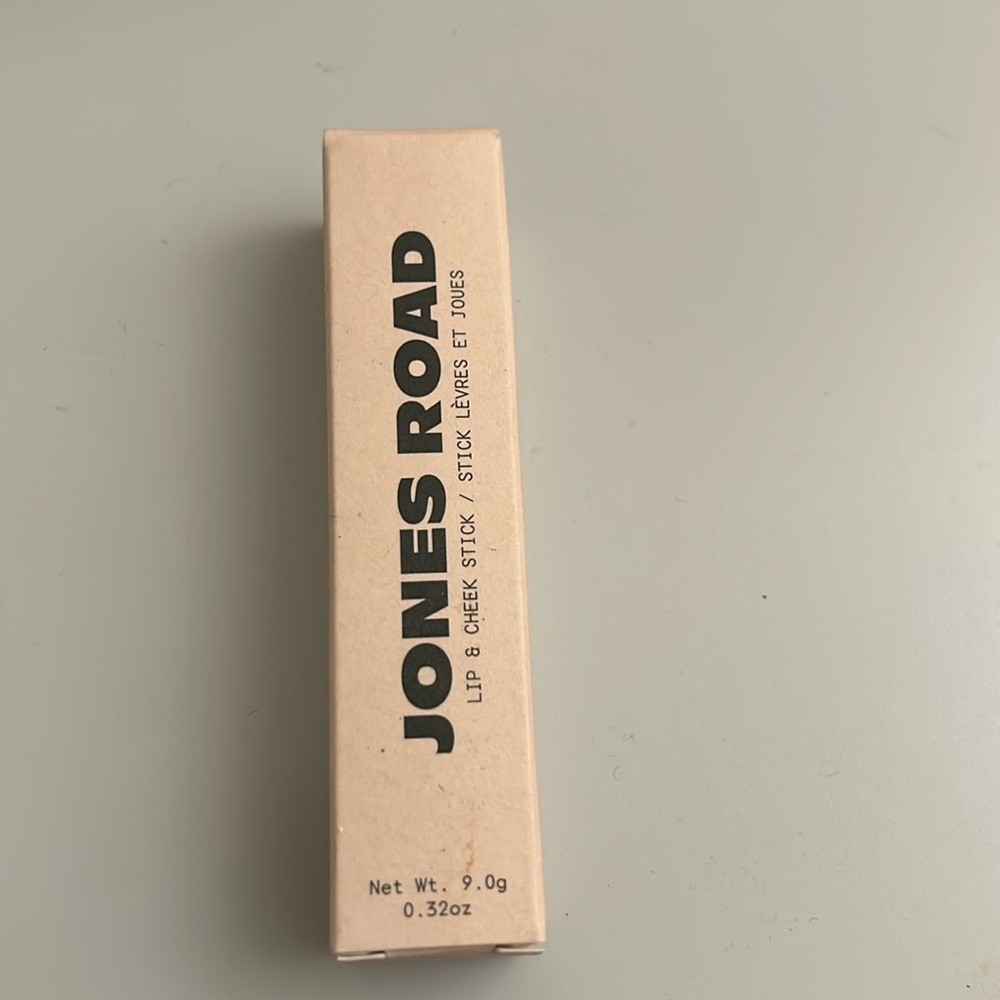 JONES ROAD
LIP & CHEEK STICK / STICK LÈVRES ET JOUES
Net Wt. 9.0g
0.32oz